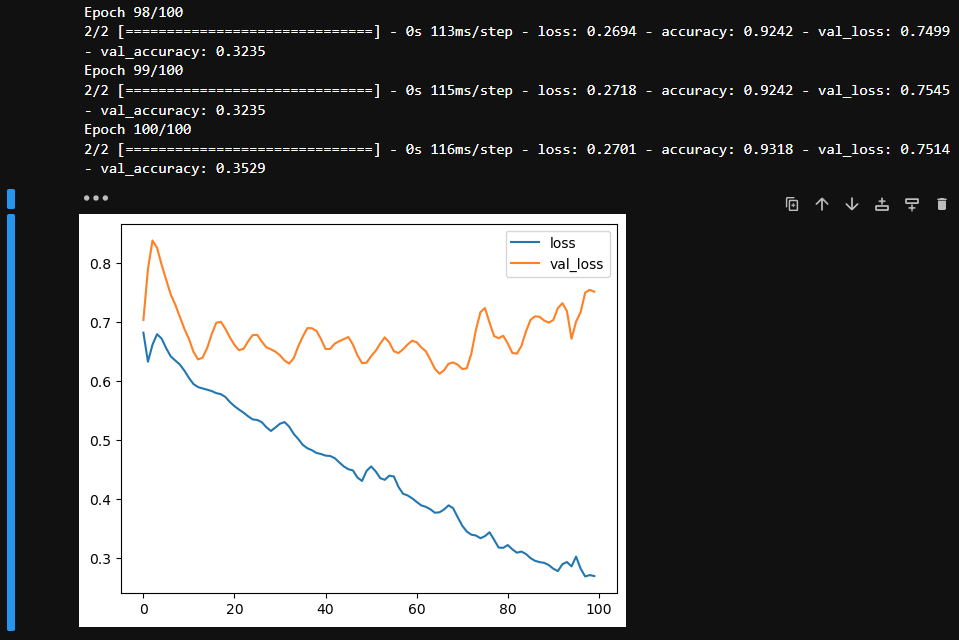 Epoch 98/100
2/2 [==============================] - 0s 113ms/step - loss: 0.2694 - accuracy: 0.9242 - val_loss: 0.7499
- val_accuracy: 0.3235
Epoch 99/100
2/2 [==============================] - 0s 115ms/step - loss: 0.2718 - accuracy: 0.9242 - val_loss: 0.7545
- val_accuracy: 0.3235
Epoch 100/100
2/2 [==============================] - 0s 116ms/step - loss: 0.2701 - accuracy: 0.9318 - val_loss: 0.7514
- val_accuracy: 0.3529
loss
val_loss
0.8
0.7
0.6
0.5
0.4
0.3
0 20 40 60 80 100